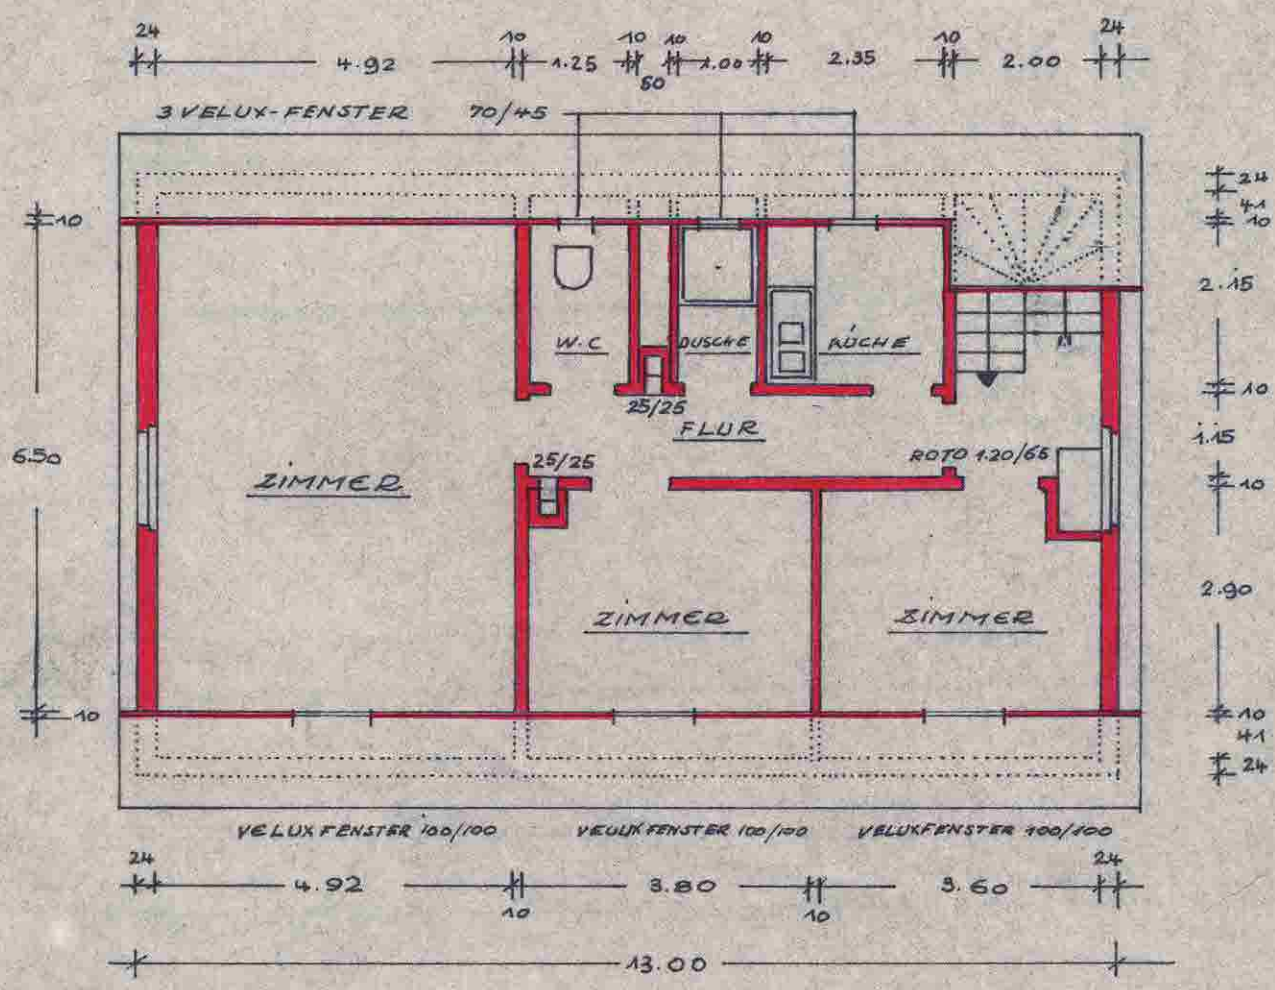 24 10 10 10 10 10 24
4.92 1.25 1.00 2.35 2.00
50
3 VELUX-FENSTER 70/45
24
41
10 10
2.15
W.C DUSCHE KÜCHE
10
25/25
FLUR 1.15
6.50 25/25 ROTO 1.20/65
ZIMMER 10
2.90
ZIMMER ZIMMER
10 10
41
24
VELUXFENSTER 100/100 VELUXFENSTER 100/100 VELUXFENSTER 100/100
24 24
4.92 3.80 3.60
10 10
13.00